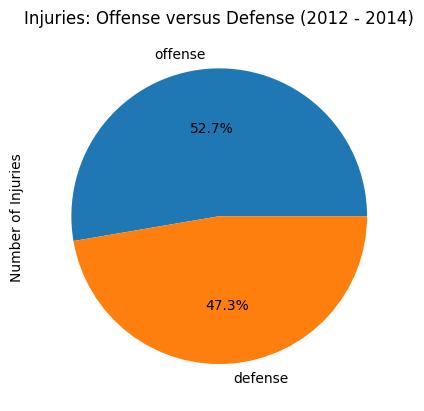 Injuries: Offense versus Defense (2012 - 2014)
offense
52.7%
Number of Injuries
47.3%
defense